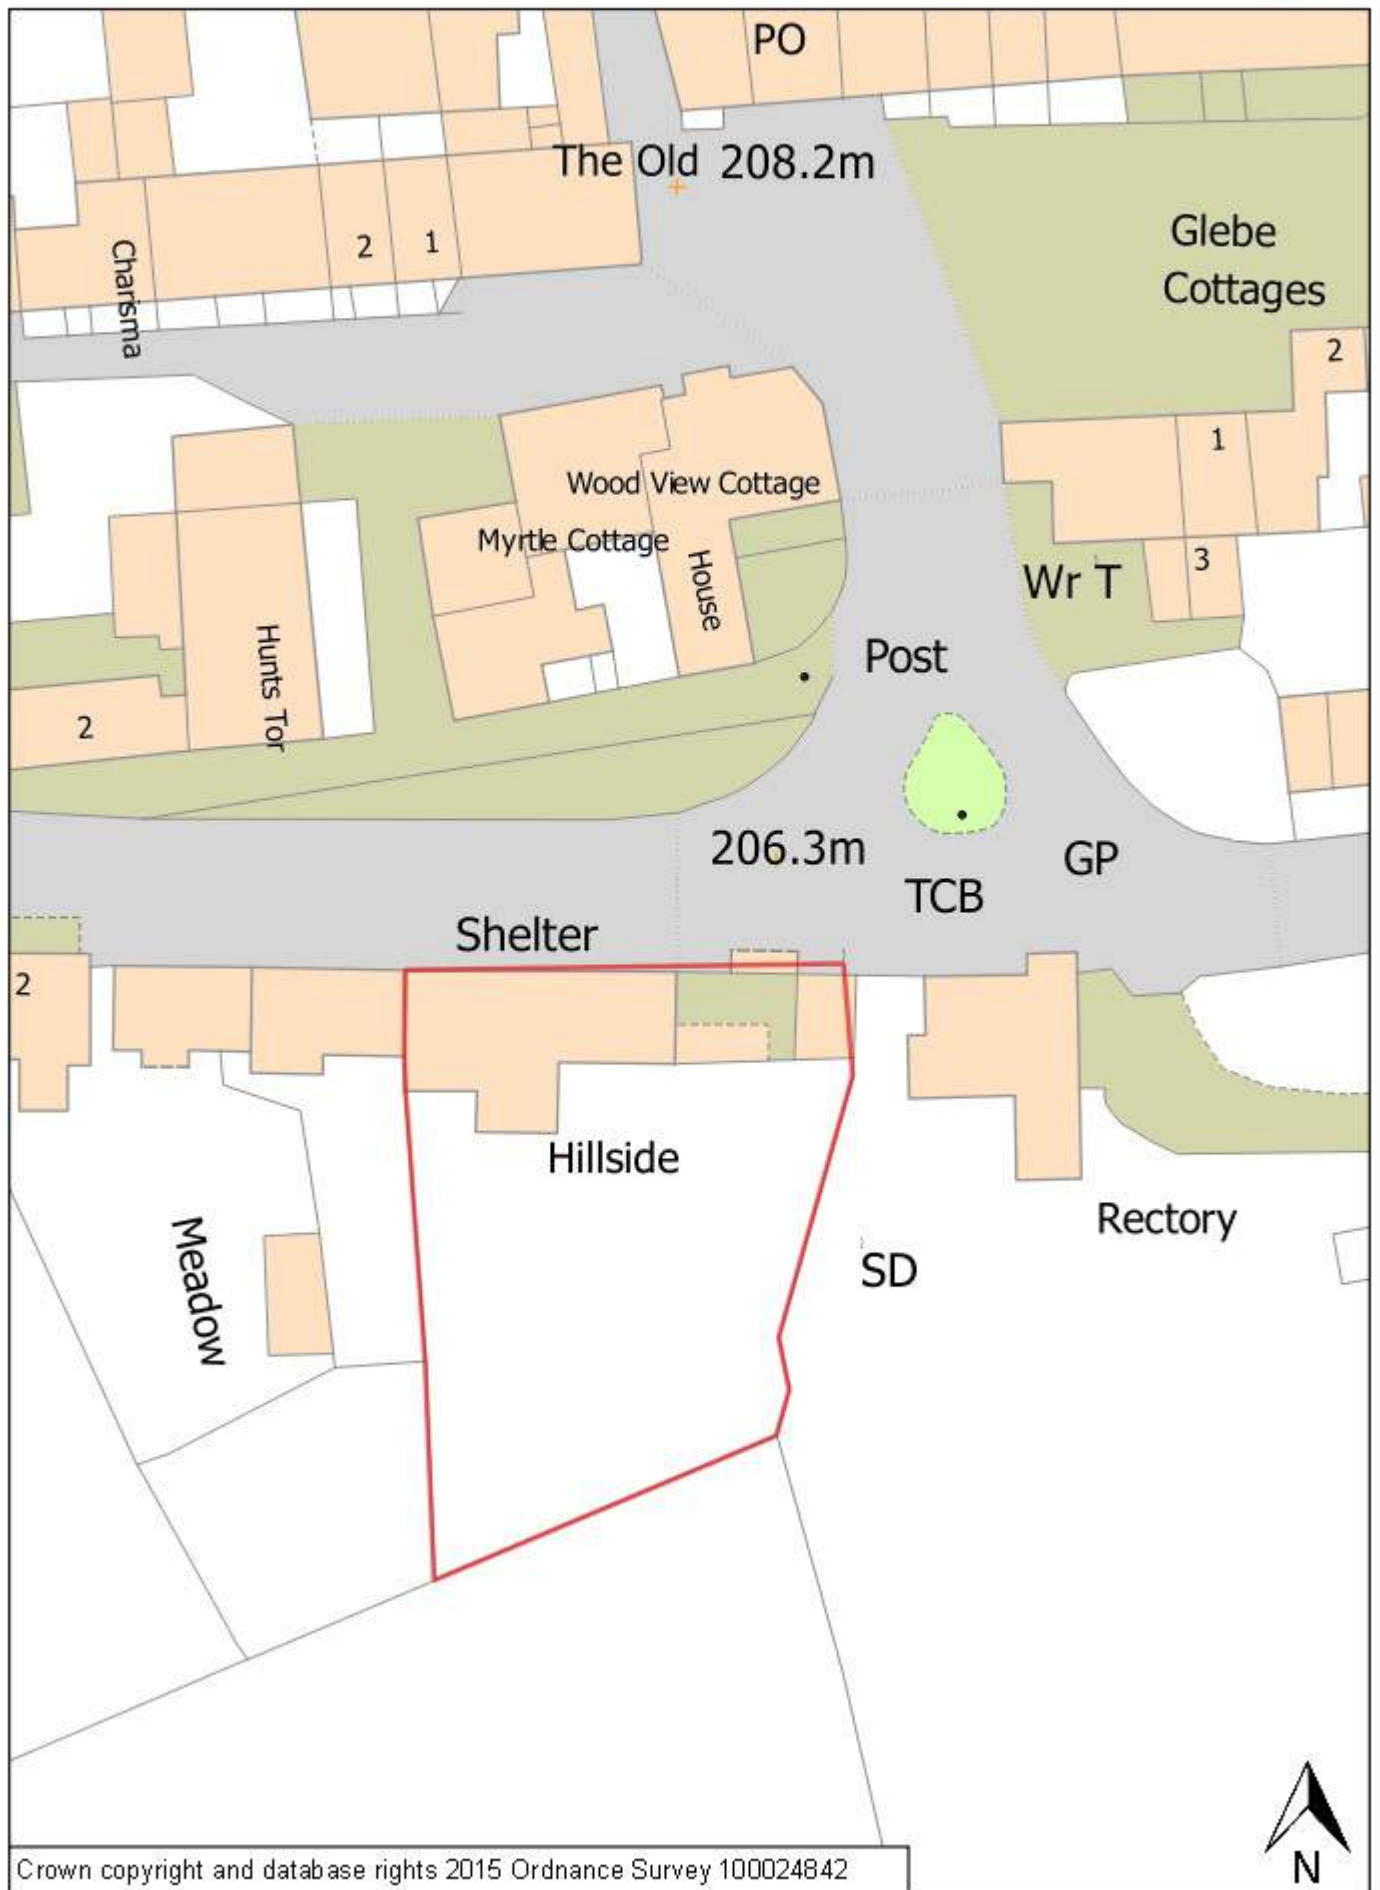 PO
The Old 208.2m
Glebe
Cottages
Charisma
2
1
2
1
Wood View Cottage
Myrtle Cottage
House
3
Wr T
Hunts Tor
Post
2
206.3m
GP
TCB
Shelter
2
Hillside
Meadow
SD
Rectory
N
Crown copyright and database rights 2015 Ordnance Survey 100024842